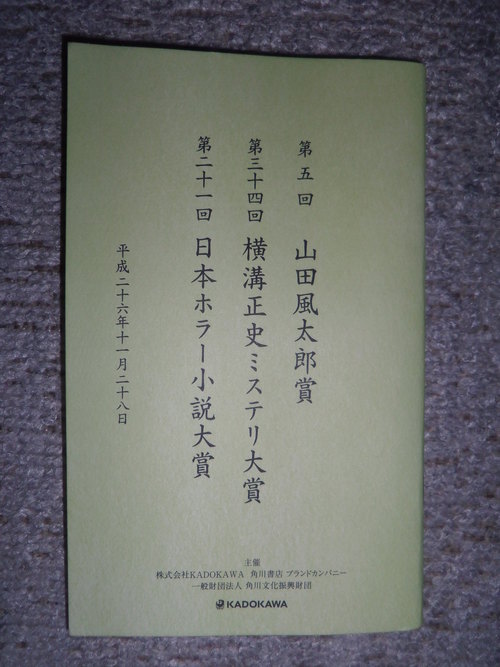 第五回 山田風太郎賞
第三十四回 横溝正史ミステリ大賞
第二十一回 日本ホラー小説大賞
平成二十六年十一月二十八日
主催
株式会社KADOKAWA 角川書店 ブランドカンパニー
一般財団法人 角川文化振興財団
KADOKAWA